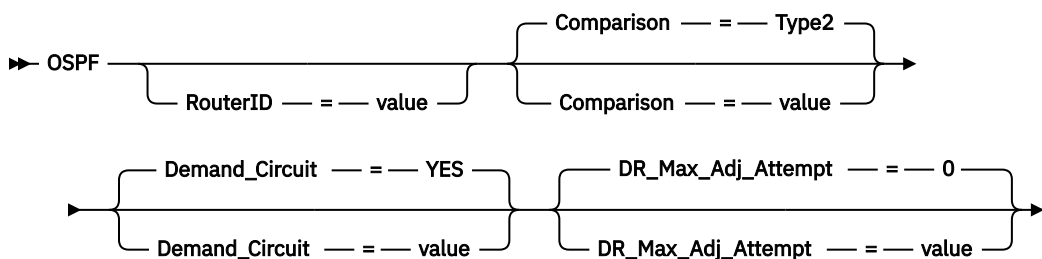 Comparison = Type2
OSPF
RouterID = value Comparison = value
Demand_Circuit = YES DR_Max_Adj_Attempt = 0
Demand_Circuit = value DR_Max_Adj_Attempt = value